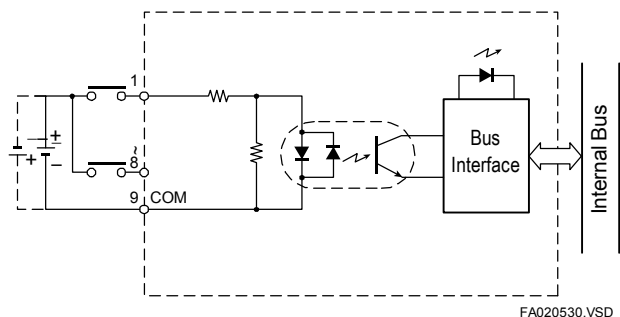 1
+
−
+
~
8
9 COM
Bus
Interface
Internal Bus
FA020530.VSD